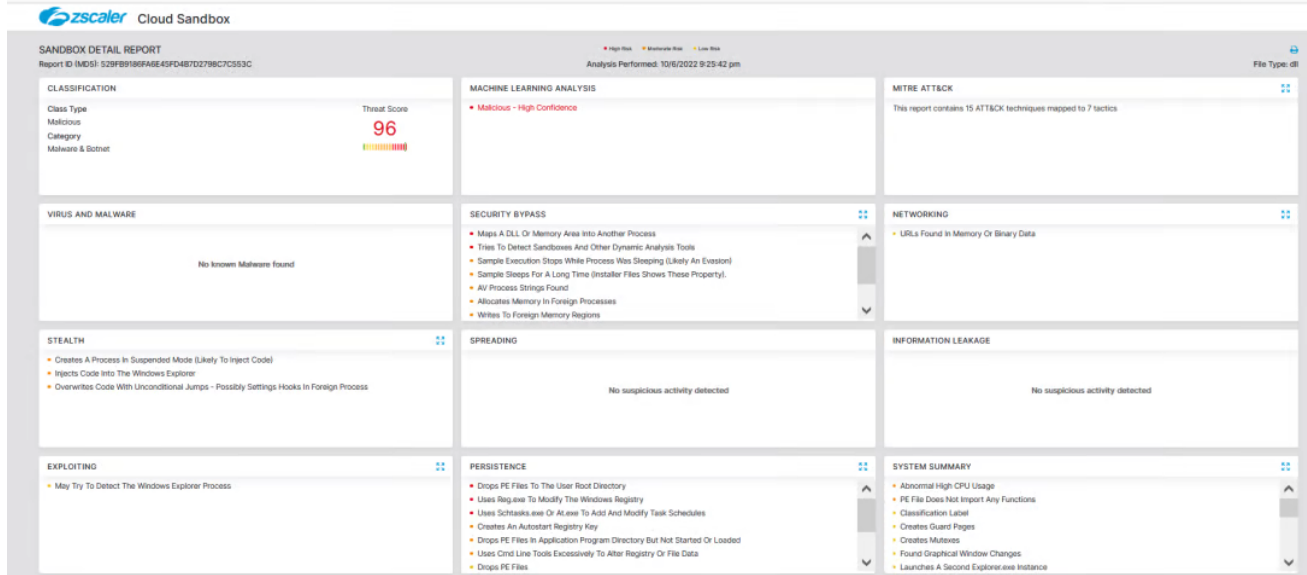 zscaler Cloud Sandbox
SANDBOX DETAIL REPORT
Report ID (MD5): 529FB9186FA6E45FD4B7D2798C7C553C
High Risk Moderate Risk Low Risk
Analysis Performed: 10/6/2022 9:25:42 pm
File Type: dll
CLASSIFICATION
Class Type
Malicious
Category
Malware & Botnet
Threat Score
96
MACHINE LEARNING ANALYSIS
Malicious - High Confidence
MITRE ATT&CK
This report contains 15 ATT&CK techniques mapped to 7 tactics
VIRUS AND MALWARE
No known Malware found
SECURITY BYPASS
Maps A DLL Or Memory Area Into Another Process
Tries To Detect Sandboxes And Other Dynamic Analysis Tools
Sample Execution Stops While Process Was Sleeping (Likely An Evasion)
Sample Sleeps For A Long Time (Installer Files Shows These Property).
AV Process Strings Found
Allocates Memory In Foreign Processes
Writes To Foreign Memory Regions
NETWORKING
URLs Found In Memory Or Binary Data
STEALTH
Creates A Process In Suspended Mode (Likely To Inject Code)
Injects Code Into The Windows Explorer
Overwrites Code With Unconditional Jumps - Possibly Settings Hooks In Foreign Process
SPREADING
No suspicious activity detected
INFORMATION LEAKAGE
No suspicious activity detected
EXPLOITING
May Try To Detect The Windows Explorer Process
PERSISTENCE
Drops PE Files To The User Root Directory
Uses Reg.exe To Modify The Windows Registry
Uses Schtasks.exe Or At.exe To Add And Modify Task Schedules
Creates An Autostart Registry Key
Drops PE Files In Application Program Directory But Not Started Or Loaded
Uses Cmd Line Tools Excessively To Alter Registry Or File Data
Drops PE Files
SYSTEM SUMMARY
Abnormal High CPU Usage
PE File Does Not Import Any Functions
Classification Label
Creates Guard Pages
Creates Mutexes
Found Graphical Window Changes
Launches A Second Explorer.exe Instance